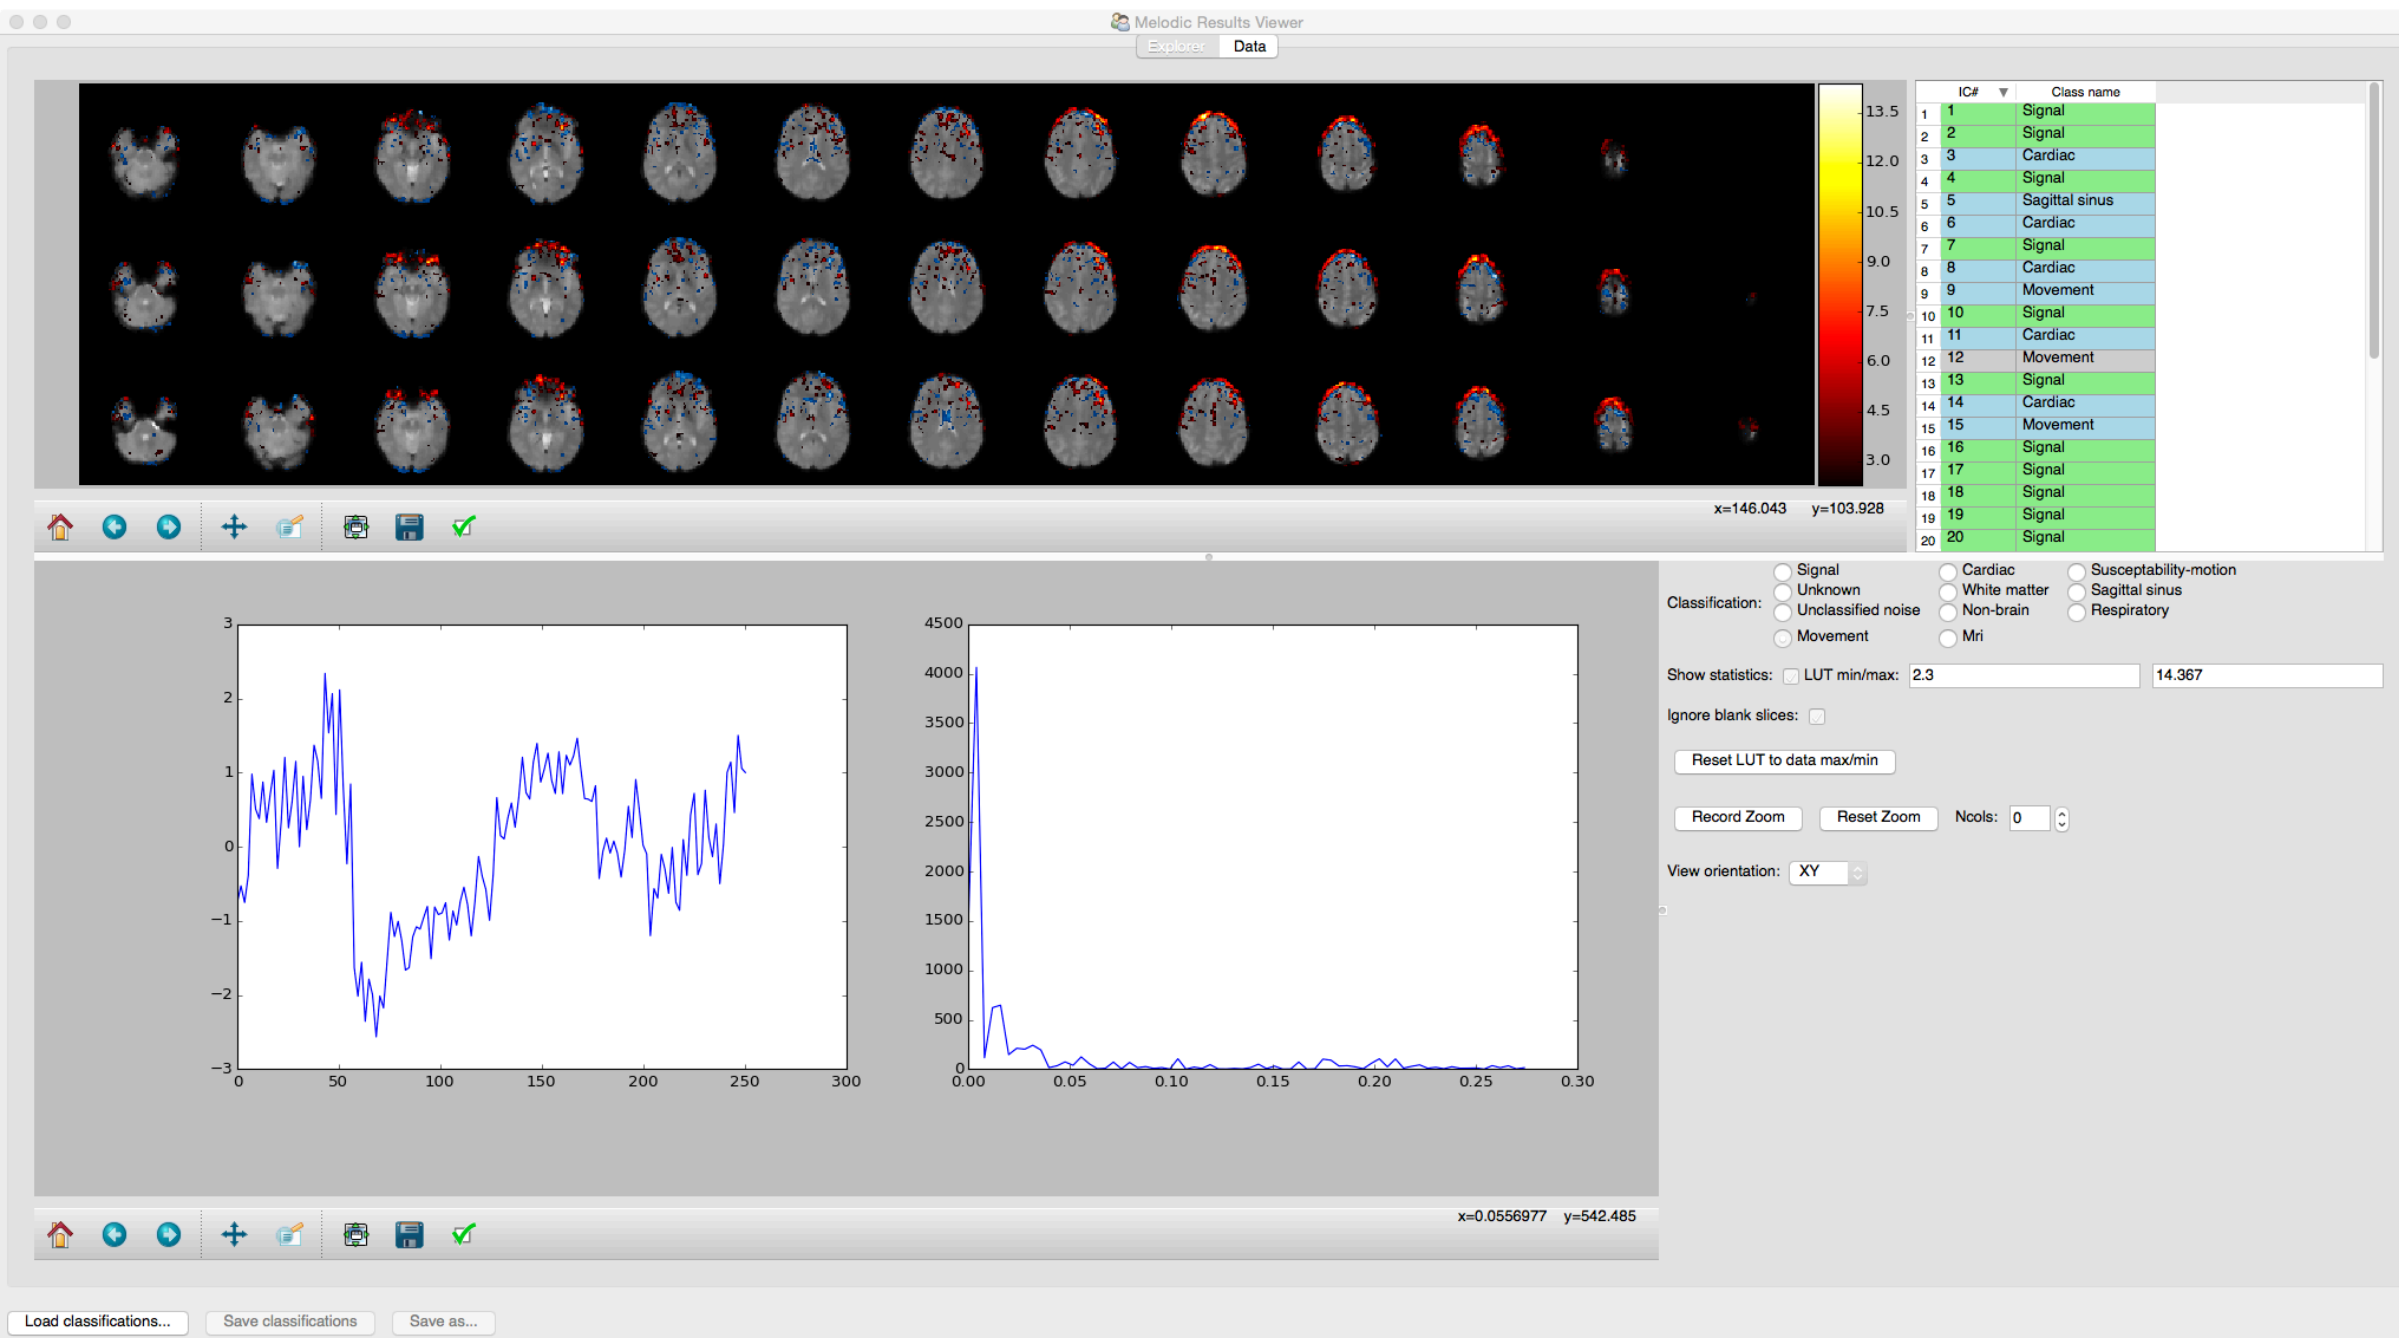 Melodic Results Viewer
Explorer Data
13.5
12.0
10.5
9.0
7.5
6.0
4.5
3.0
x=146.043 y=103.928
IC# Class name
1 1 Signal
2 2 Signal
3 3 Cardiac
4 4 Signal
5 5 Sagittal sinus
6 6 Cardiac
7 7 Signal
8 8 Cardiac
9 9 Movement
10 10 Signal
11 11 Cardiac
12 12 Movement
13 13 Signal
14 14 Cardiac
15 15 Movement
16 16 Signal
17 17 Signal
18 18 Signal
19 19 Signal
20 20 Signal
3
2
1
0
−1
−2
−3
0 50 100 150 200 250 300
4500
4000
3500
3000
2500
2000
1500
1000
500
0
0.00 0.05 0.10 0.15 0.20 0.25 0.30
x=0.0556977 y=542.485
Signal Cardiac Susceptability-motion
Unknown White matter Sagittal sinus
Classification:
Unclassified noise Non-brain Respiratory
Movement Mri
Show statistics: LUT min/max: 2.3 14.367
Ignore blank slices:
Reset LUT to data max/min
Record Zoom Reset Zoom Ncols: 0
View orientation: XY
Load classifications... Save classifications Save as...